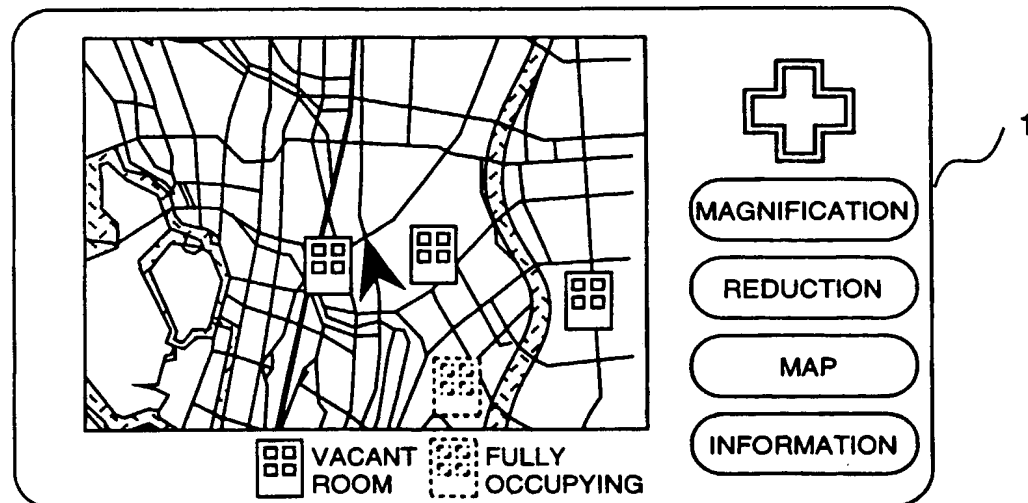 1
MAGNIFICATION
REDUCTION
MAP
INFORMATION
VACANT
ROOM
FULLY
OCCUPYING